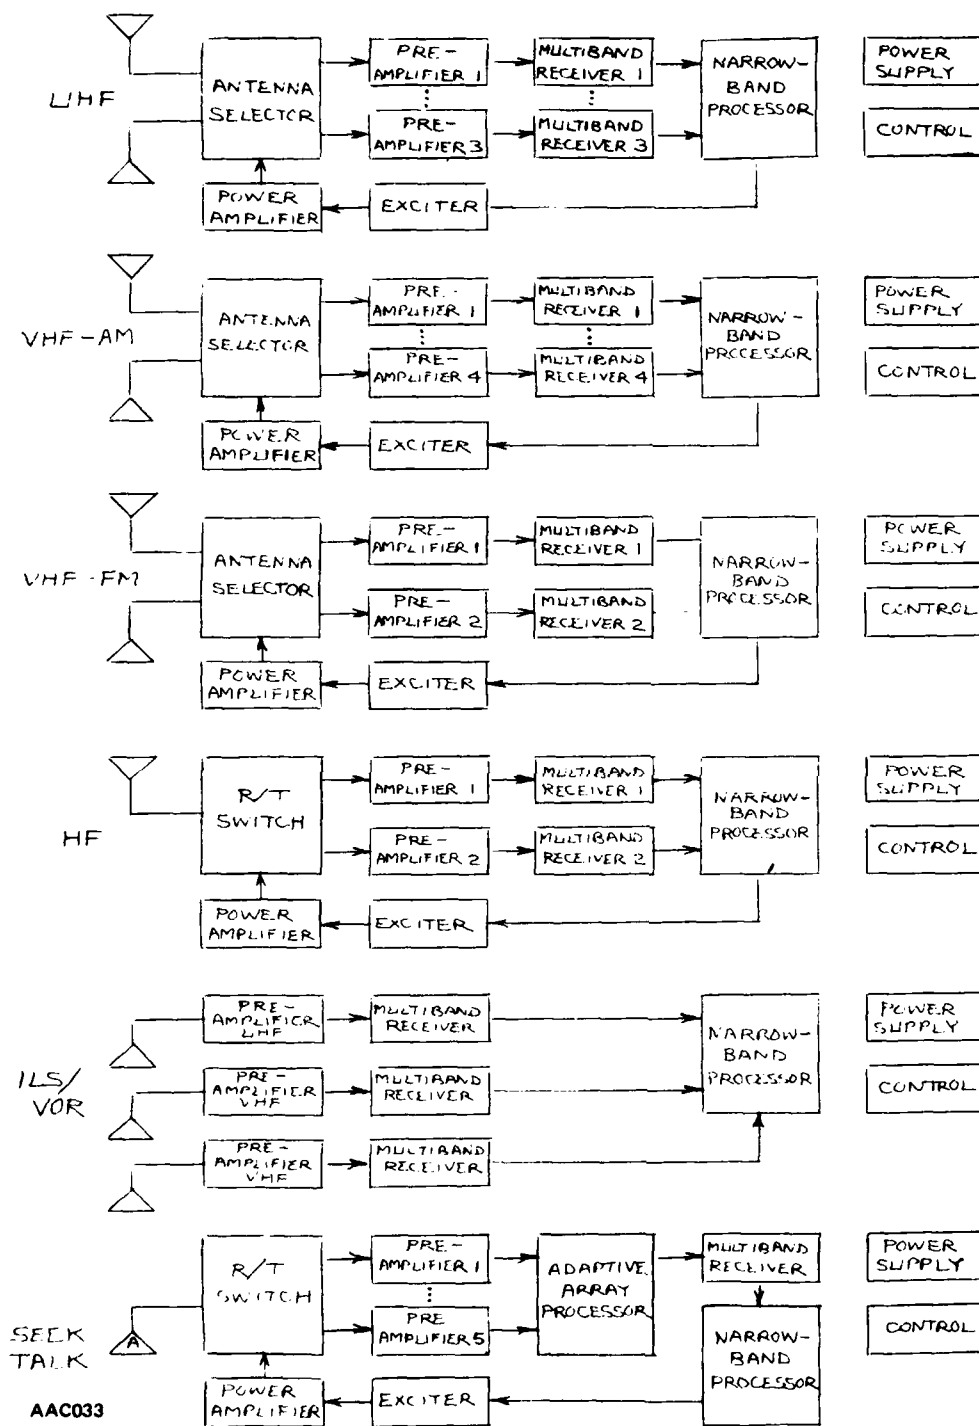 UHF
ANTENNA
SELECTOR
PRE-
AMPLIFIER 1
MULTIBAND
RECEIVER 1
PRE-
AMPLIFIER 3
MULTIBAND
RECEIVER 3
NARROW-
BAND
PROCESSOR
POWER
SUPPLY
CONTROL
POWER
AMPLIFIER
EXCITER
VHF-AM
ANTENNA
SELECTOR
PRE-
AMPLIFIER 1
MULTIBAND
RECEIVER 1
PRE-
AMPLIFIER 4
MULTIBAND
RECEIVER 4
NARROW-
BAND
PROCESSOR
POWER
SUPPLY
CONTROL
POWER
AMPLIFIER
EXCITER
VHF-FM
ANTENNA
SELECTOR
PRE-
AMPLIFIER 1
MULTIBAND
RECEIVER 1
PRE-
AMPLIFIER 2
MULTIBAND
RECEIVER 2
NARROW-
BAND
PROCESSOR
POWER
SUPPLY
CONTROL
POWER
AMPLIFIER
EXCITER
HF
R/T
SWITCH
PRE-
AMPLIFIER 1
MULTIBAND
RECEIVER 1
PRE-
AMPLIFIER 2
MULTIBAND
RECEIVER 2
NARROW-
BAND
PROCESSOR
POWER
SUPPLY
CONTROL
POWER
AMPLIFIER
EXCITER
ILS/
VOR
PRE-
AMPLIFIER
UHF
MULTIBAND
RECEIVER
PRE-
AMPLIFIER
VHF
MULTIBAND
RECEIVER
PRE-
AMPLIFIER
VHF
MULTIBAND
RECEIVER
NARROW-
BAND
PROCESSOR
POWER
SUPPLY
CONTROL
SEEK
TALK
A
R/T
SWITCH
PRE-
AMPLIFIER 1
PRE
AMPLIFIER 5
ADAPTIVE
ARRAY
PROCESSOR
MULTIBAND
RECEIVER
NARROW-
BAND
PROCESSOR
POWER
SUPPLY
CONTROL
POWER
AMPLIFIER
EXCITER
AAC033